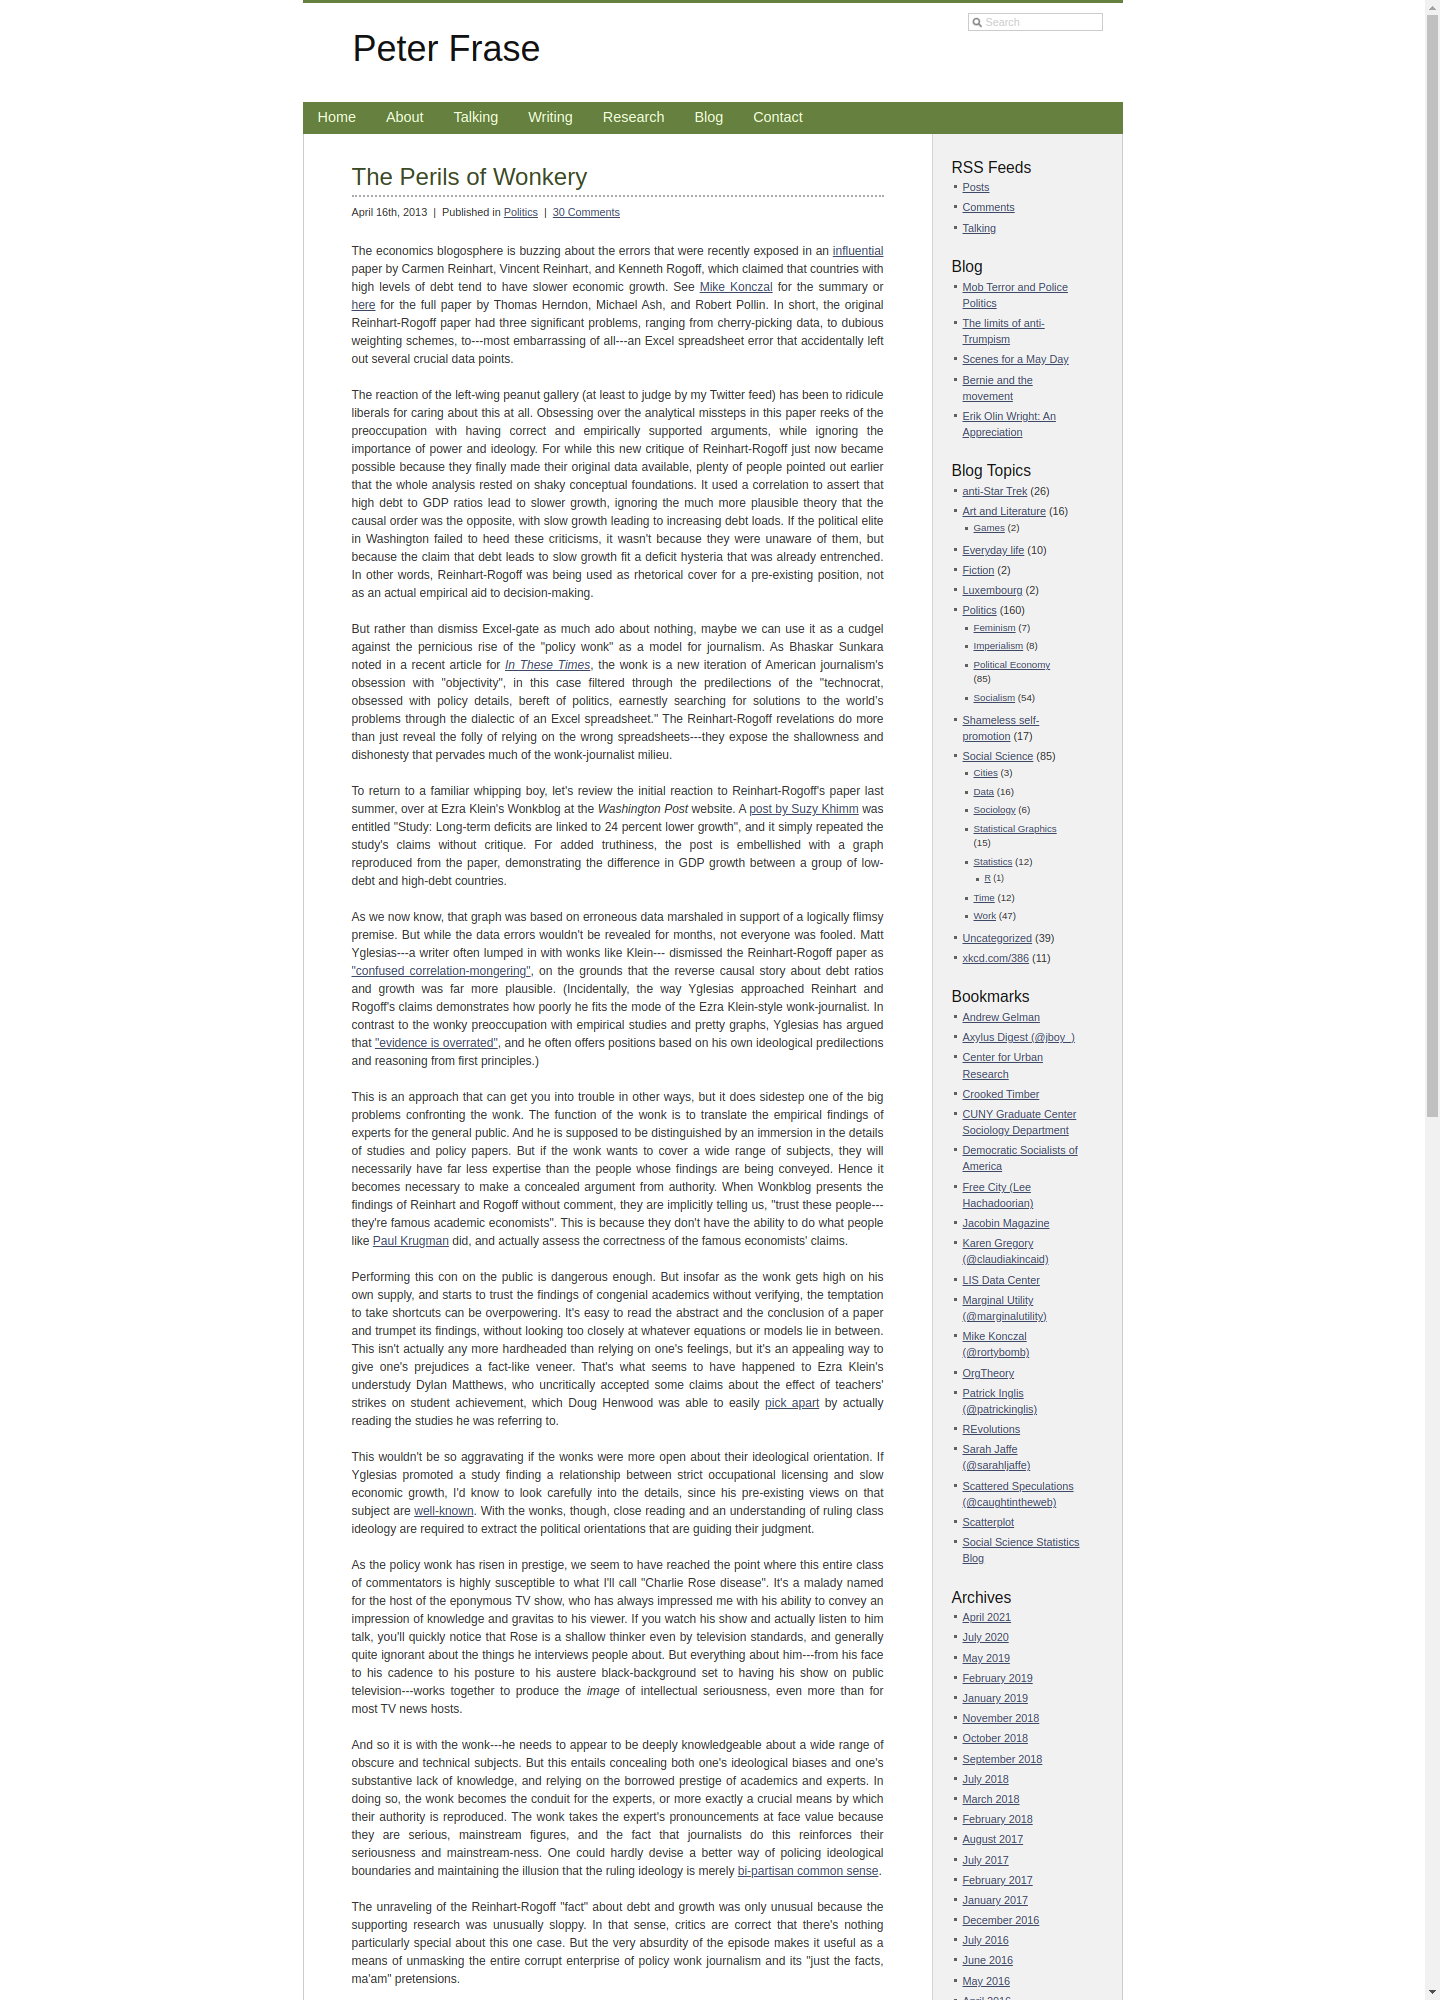 Search
Peter Frase
Home About Talking Writing Research Blog Contact
The Perils of Wonkery
April 16th, 2013 | Published in Politics | 30 Comments
The economics blogosphere is buzzing about the errors that were recently exposed in an influential
paper by Carmen Reinhart, Vincent Reinhart, and Kenneth Rogoff, which claimed that countries with
high levels of debt tend to have slower economic growth. See Mike Konczal for the summary or
here for the full paper by Thomas Herndon, Michael Ash, and Robert Pollin. In short, the original
Reinhart-Rogoff paper had three significant problems, ranging from cherry-picking data, to dubious
weighting schemes, to---most embarrassing of all---an Excel spreadsheet error that accidentally left
out several crucial data points.
The reaction of the left-wing peanut gallery (at least to judge by my Twitter feed) has been to ridicule
liberals for caring about this at all. Obsessing over the analytical missteps in this paper reeks of the
preoccupation with having correct and empirically supported arguments, while ignoring the
importance of power and ideology. For while this new critique of Reinhart-Rogoff just now became
possible because they finally made their original data available, plenty of people pointed out earlier
that the whole analysis rested on shaky conceptual foundations. It used a correlation to assert that
high debt to GDP ratios lead to slower growth, ignoring the much more plausible theory that the
causal order was the opposite, with slow growth leading to increasing debt loads. If the political elite
in Washington failed to heed these criticisms, it wasn't because they were unaware of them, but
because the claim that debt leads to slow growth fit a deficit hysteria that was already entrenched.
In other words, Reinhart-Rogoff was being used as rhetorical cover for a pre-existing position, not
as an actual empirical aid to decision-making.
But rather than dismiss Excel-gate as much ado about nothing, maybe we can use it as a cudgel
against the pernicious rise of the "policy wonk" as a model for journalism. As Bhaskar Sunkara
noted in a recent article for In These Times, the wonk is a new iteration of American journalism's
obsession with "objectivity", in this case filtered through the predilections of the "technocrat,
obsessed with policy details, bereft of politics, earnestly searching for solutions to the world's
problems through the dialectic of an Excel spreadsheet." The Reinhart-Rogoff revelations do more
than just reveal the folly of relying on the wrong spreadsheets---they expose the shallowness and
dishonesty that pervades much of the wonk-journalist milieu.
To return to a familiar whipping boy, let's review the initial reaction to Reinhart-Rogoff's paper last
summer, over at Ezra Klein's Wonkblog at the Washington Post website. A post by Suzy Khimm was
entitled "Study: Long-term deficits are linked to 24 percent lower growth", and it simply repeated the
study's claims without critique. For added truthiness, the post is embellished with a graph
reproduced from the paper, demonstrating the difference in GDP growth between a group of low-
debt and high-debt countries.
As we now know, that graph was based on erroneous data marshaled in support of a logically flimsy
premise. But while the data errors wouldn't be revealed for months, not everyone was fooled. Matt
Yglesias---a writer often lumped in with wonks like Klein--- dismissed the Reinhart-Rogoff paper as
"confused correlation-mongering", on the grounds that the reverse causal story about debt ratios
and growth was far more plausible. (Incidentally, the way Yglesias approached Reinhart and
Rogoff's claims demonstrates how poorly he fits the mode of the Ezra Klein-style wonk-journalist. In
contrast to the wonky preoccupation with empirical studies and pretty graphs, Yglesias has argued
that "evidence is overrated", and he often offers positions based on his own ideological predilections
and reasoning from first principles.)
This is an approach that can get you into trouble in other ways, but it does sidestep one of the big
problems confronting the wonk. The function of the wonk is to translate the empirical findings of
experts for the general public. And he is supposed to be distinguished by an immersion in the details
of studies and policy papers. But if the wonk wants to cover a wide range of subjects, they will
necessarily have far less expertise than the people whose findings are being conveyed. Hence it
becomes necessary to make a concealed argument from authority. When Wonkblog presents the
findings of Reinhart and Rogoff without comment, they are implicitly telling us, "trust these people---
they're famous academic economists". This is because they don't have the ability to do what people
like Paul Krugman did, and actually assess the correctness of the famous economists' claims.
Performing this con on the public is dangerous enough. But insofar as the wonk gets high on his
own supply, and starts to trust the findings of congenial academics without verifying, the temptation
to take shortcuts can be overpowering. It's easy to read the abstract and the conclusion of a paper
and trumpet its findings, without looking too closely at whatever equations or models lie in between.
This isn't actually any more hardheaded than relying on one's feelings, but it's an appealing way to
give one's prejudices a fact-like veneer. That's what seems to have happened to Ezra Klein's
understudy Dylan Matthews, who uncritically accepted some claims about the effect of teachers'
strikes on student achievement, which Doug Henwood was able to easily pick apart by actually
reading the studies he was referring to.
This wouldn't be so aggravating if the wonks were more open about their ideological orientation. If
Yglesias promoted a study finding a relationship between strict occupational licensing and slow
economic growth, I'd know to look carefully into the details, since his pre-existing views on that
subject are well-known. With the wonks, though, close reading and an understanding of ruling class
ideology are required to extract the political orientations that are guiding their judgment.
As the policy wonk has risen in prestige, we seem to have reached the point where this entire class
of commentators is highly susceptible to what I'll call "Charlie Rose disease". It's a malady named
for the host of the eponymous TV show, who has always impressed me with his ability to convey an
impression of knowledge and gravitas to his viewer. If you watch his show and actually listen to him
talk, you'll quickly notice that Rose is a shallow thinker even by television standards, and generally
quite ignorant about the things he interviews people about. But everything about him---from his face
to his cadence to his posture to his austere black-background set to having his show on public
television---works together to produce the image of intellectual seriousness, even more than for
most TV news hosts.
And so it is with the wonk---he needs to appear to be deeply knowledgeable about a wide range of
obscure and technical subjects. But this entails concealing both one's ideological biases and one's
substantive lack of knowledge, and relying on the borrowed prestige of academics and experts. In
doing so, the wonk becomes the conduit for the experts, or more exactly a crucial means by which
their authority is reproduced. The wonk takes the expert's pronouncements at face value because
they are serious, mainstream figures, and the fact that journalists do this reinforces their
seriousness and mainstream-ness. One could hardly devise a better way of policing ideological
boundaries and maintaining the illusion that the ruling ideology is merely bi-partisan common sense.
The unraveling of the Reinhart-Rogoff "fact" about debt and growth was only unusual because the
supporting research was unusually sloppy. In that sense, critics are correct that there's nothing
particularly special about this one case. But the very absurdity of the episode makes it useful as a
means of unmasking the entire corrupt enterprise of policy wonk journalism and its "just the facts,
ma'am" pretensions.
RSS Feeds
Posts
Comments
Talking
Blog
Mob Terror and Police
Politics
The limits of anti-
Trumpism
Scenes for a May Day
Bernie and the
movement
Erik Olin Wright: An
Appreciation
Blog Topics
anti-Star Trek (26)
Art and Literature (16)
Games (2)
Everyday life (10)
Fiction (2)
Luxembourg (2)
Politics (160)
Feminism (7)
Imperialism (8)
Political Economy
(85)
Socialism (54)
Shameless self-
promotion (17)
Social Science (85)
Cities (3)
Data (16)
Sociology (6)
Statistical Graphics
(15)
Statistics (12)
R (1)
Time (12)
Work (47)
Uncategorized (39)
xkcd.com/386 (11)
Bookmarks
Andrew Gelman
Axylus Digest (@jboy_)
Center for Urban
Research
Crooked Timber
CUNY Graduate Center
Sociology Department
Democratic Socialists of
America
Free City (Lee
Hachadoorian)
Jacobin Magazine
Karen Gregory
(@claudiakincaid)
LIS Data Center
Marginal Utility
(@marginalutility)
Mike Konczal
(@rortybomb)
OrgTheory
Patrick Inglis
(@patrickinglis)
REvolutions
Sarah Jaffe
(@sarahljaffe)
Scattered Speculations
(@caughtintheweb)
Scatterplot
Social Science Statistics
Blog
Archives
April 2021
July 2020
May 2019
February 2019
January 2019
November 2018
October 2018
September 2018
July 2018
March 2018
February 2018
August 2017
July 2017
February 2017
January 2017
December 2016
July 2016
June 2016
May 2016
April 2016